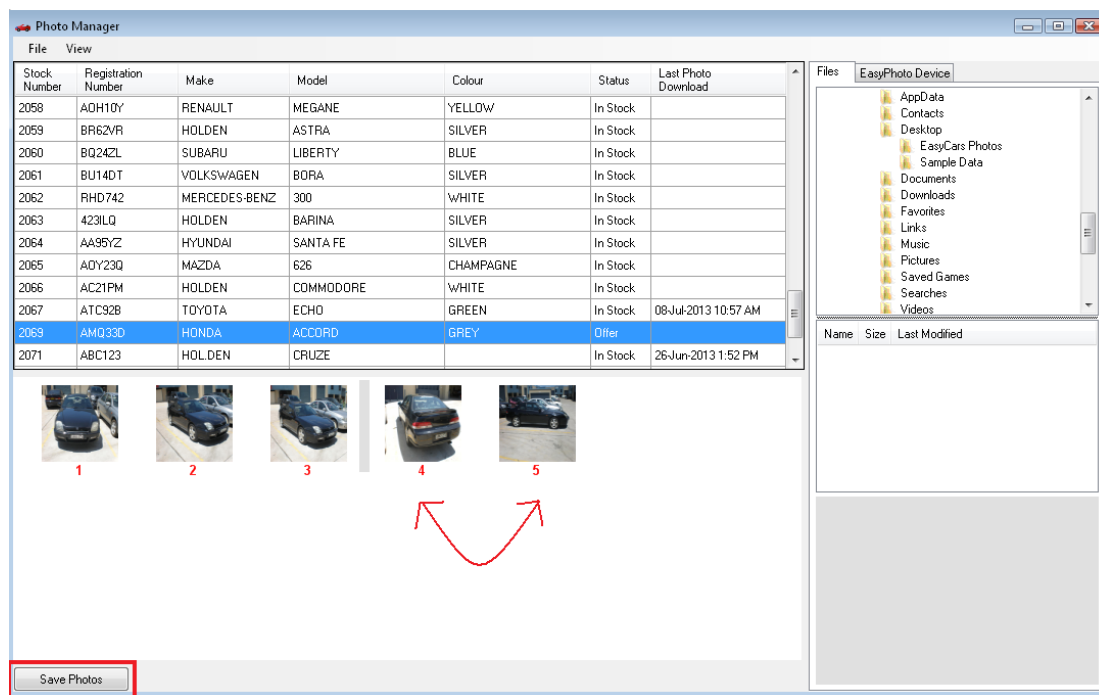 Photo Manager
File View
Stock Number Registration Number Make Model Colour Status Last Photo Download
2058 AOH10Y RENAULT MEGANE YELLOW In Stock
2059 BR62VR HOLDEN ASTRA SILVER In Stock
2060 BQ24ZL SUBARU LIBERTY BLUE In Stock
2061 BU14DT VOLKSWAGEN BORA SILVER In Stock
2062 RHD742 MERCEDES-BENZ 300 WHITE In Stock
2063 423ILQ HOLDEN BARINA SILVER In Stock
2064 AA95YZ HYUNDAI SANTA FE SILVER In Stock
2065 AOY23Q MAZDA 626 CHAMPAGNE In Stock
2066 AC21PM HOLDEN COMMODORE WHITE In Stock
2067 ATC92B TOYOTA ECHO GREEN In Stock 08-Jul-2013 10:57 AM
2069 AMQ33D HONDA ACCORD GREY Offer
2071 ABC123 HOL.DEN CRUZE In Stock 26-Jun-2013 1:52 PM
Files EasyPhoto Device
AppData
Contacts
Desktop
EasyCars Photos
Sample Data
Documents
Downloads
Favorites
Links
Music
Pictures
Saved Games
Searches
Videos
Name Size Last Modified
1 2 3 4 5
Save Photos